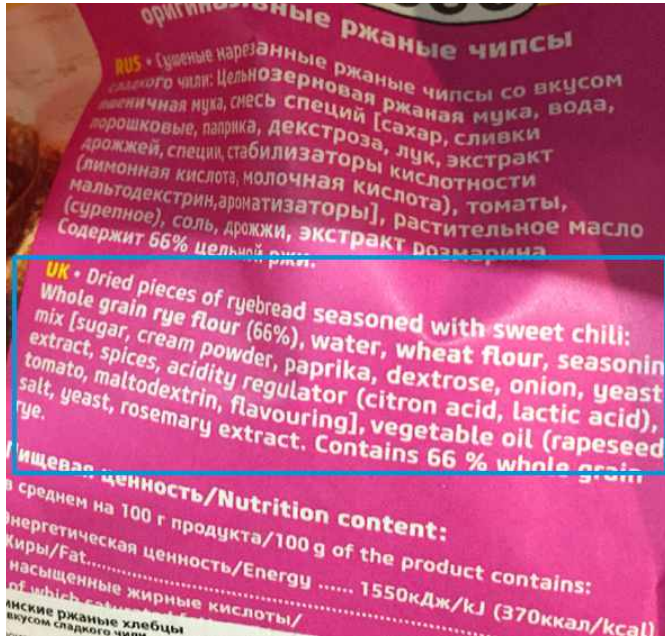 ржаные чипсы
RUS • Сушеные нарезанные ржаные чипсы со вкусом
сладкого чили: Цельнозерновая ржаная мука, вода,
пшеничная мука, смесь специй [сахар, сливки
порошковые, паприка, декстроза, лук, экстракт
дрожжей, специи, стабилизаторы кислотности
(лимонная кислота, молочная кислота), томаты,
мальтодекстрин,ароматизаторы], растительное масло
(сурепное), соль, дрожжи, экстракт розмарина.
Содержит 66% цельной ржи.
UK • Dried pieces of ryebread seasoned with sweet chili:
Whole grain rye flour (66%), water, wheat flour, seasonin
mix [sugar, cream powder, paprika, dextrose, onion, yeast
extract, spices, acidity regulator (citron acid, lactic acid),
tomato, maltodextrin, flavouring], vegetable oil (rapeseed
salt, yeast, rosemary extract. Contains 66 % whole grain
rye.
Пищевая ценность/Nutrition content:
в среднем на 100 г продукта/100 g of the product contains:
Энергетическая ценность/Energy ...... 1550кДж/kJ (370ккал/kcal)
Жиры/Fat
насыщенные жирные кислоты/
of which
инские ржаные хлебцы
вкусом сладкого чили